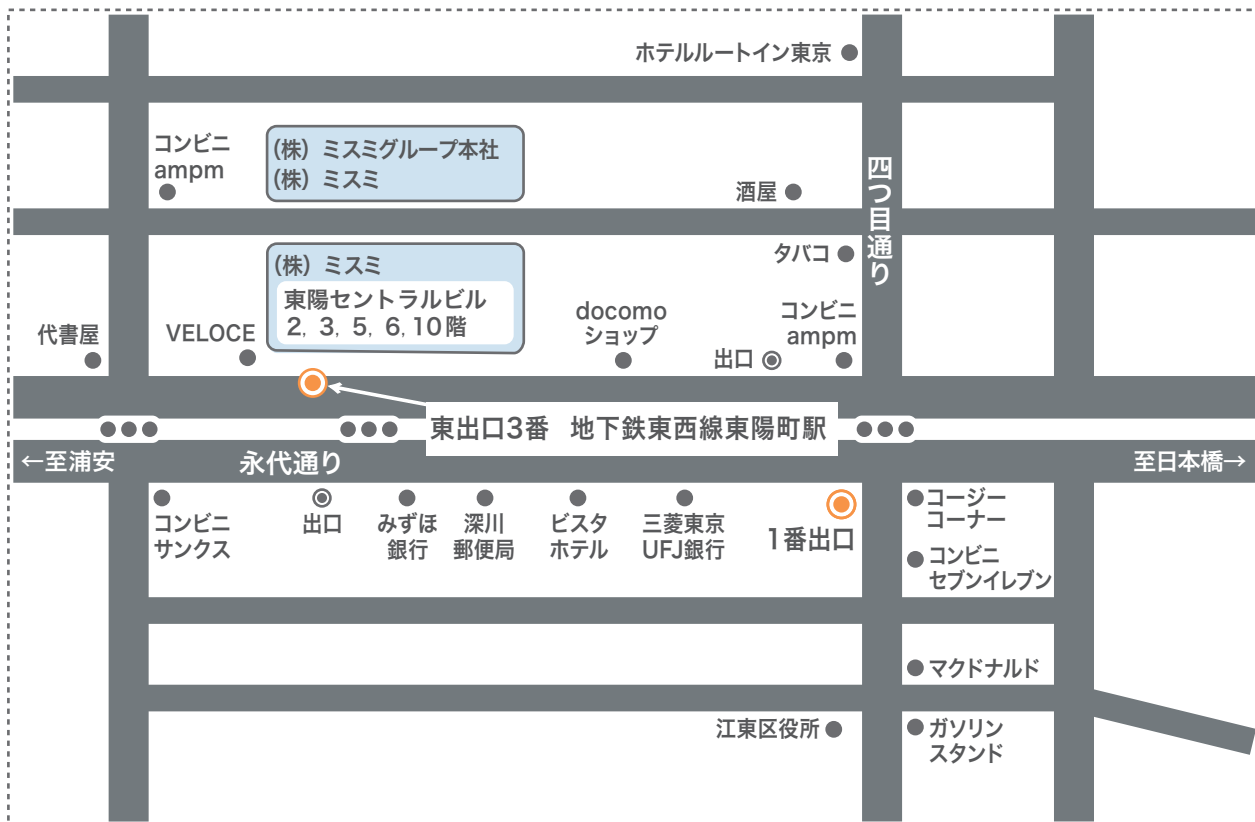 ホテルルートイン東京
コンビニ
ampm
(株) ミスミグループ本社
(株) ミスミ
酒屋
四つ目通り
タバコ
(株) ミスミ
東陽セントラルビル
2, 3, 5, 6, 10階
docomo
ショップ
コンビニ
ampm
代書屋
VELOCE
出口
東出口3番 地下鉄東西線東陽町駅
←至浦安
永代通り
至日本橋→
コンビニ
サンクス
出口
みずほ
銀行
深川
郵便局
ビスタ
ホテル
三菱東京
UFJ銀行
1番出口
コージー
コーナー
コンビニ
セブンイレブン
マクドナルド
江東区役所
ガソリン
スタンド